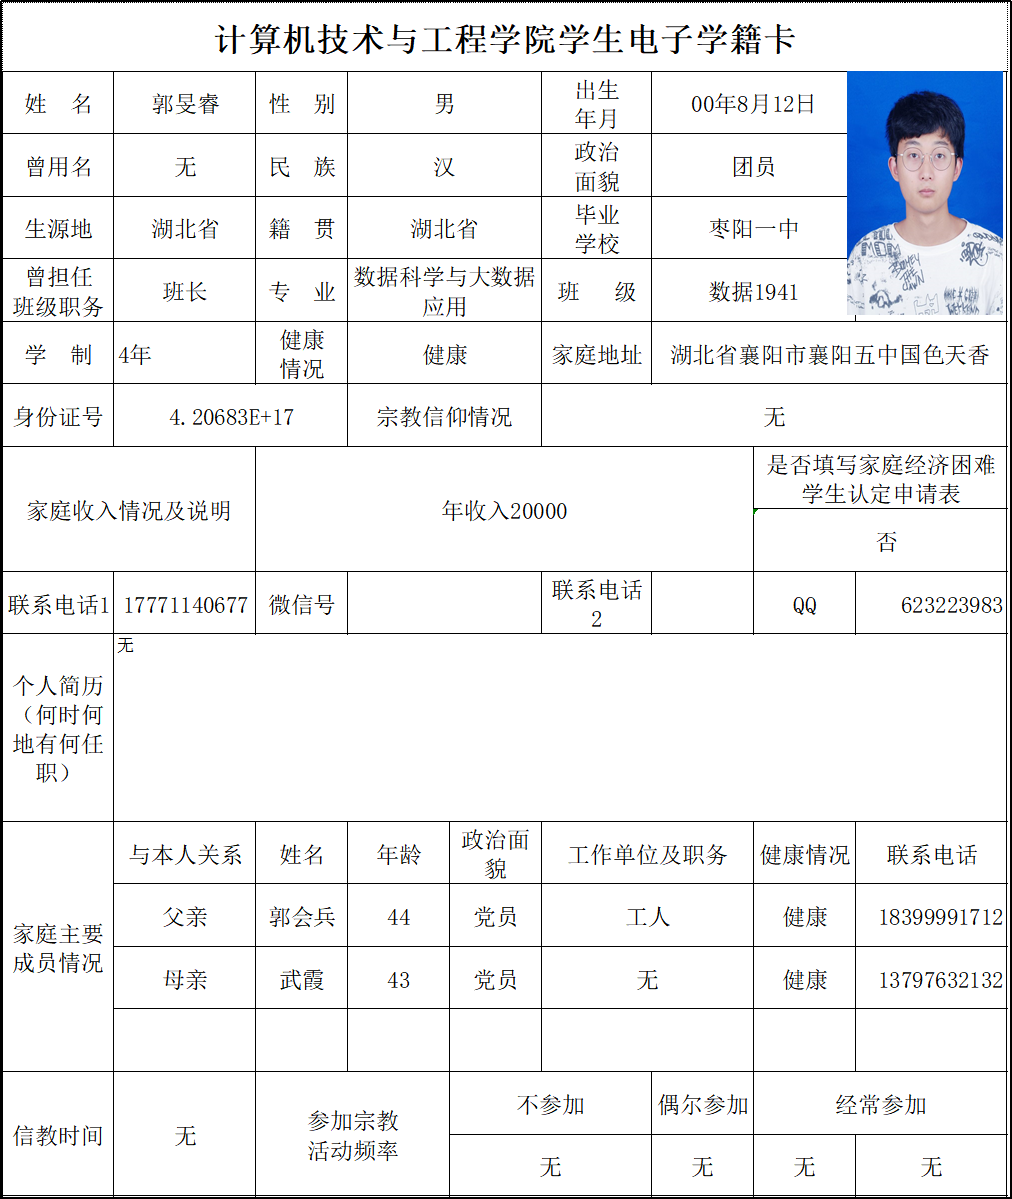 计算机技术与工程学院学生电子学籍卡
姓 名 郭旻睿 性 别 男 出生年月 00年8月12日
曾用名 无 民 族 汉 政治面貌 团员
生源地 湖北省 籍 贯 湖北省 毕业学校 枣阳一中
曾担任班级职务 班长 专 业 数据科学与大数据应用 班 级 数据1941
学 制 4年 健康情况 健康 家庭地址 湖北省襄阳市襄阳五中国色天香
身份证号 4.20683E+17 宗教信仰情况 无
家庭收入情况及说明 年收入20000 是否填写家庭经济困难学生认定申请表
否
联系电话1 17771140677 微信号 联系电话2 QQ 623223983
个人简历（何时何地有何任职） 无
家庭主要成员情况
与本人关系 姓名 年龄 政治面貌 工作单位及职务 健康情况 联系电话
父亲 郭会兵 44 党员 工人 健康 18399991712
母亲 武霞 43 党员 无 健康 13797632132
信教时间 无 参加宗教活动频率 不参加 偶尔参加 经常参加
无 无 无 无